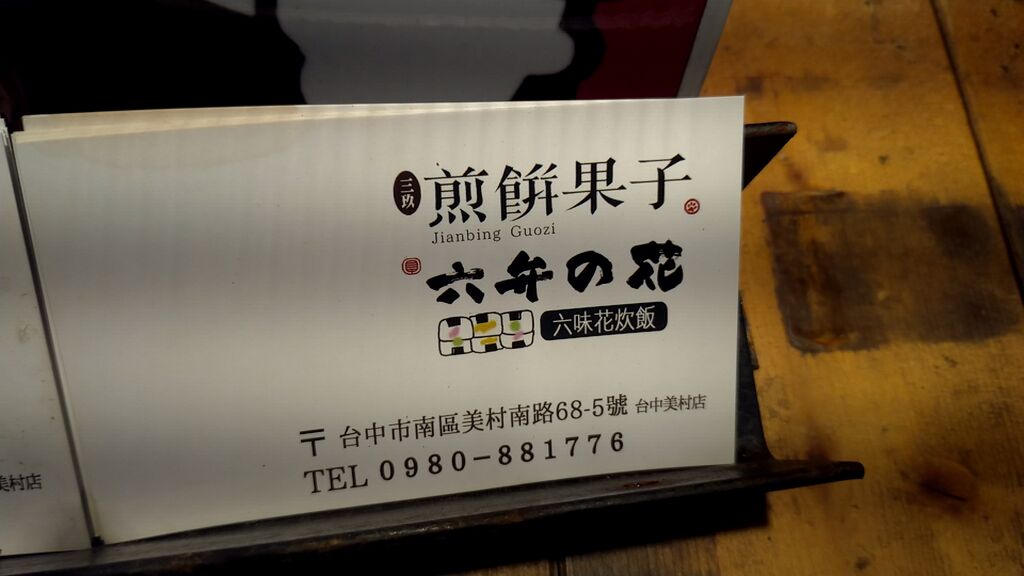 三玖 煎餅果子
Jianbing Guozi
六弁の花
六味花炊飯
〒 台中市南區美村南路68-5號 台中美村店
TEL 0980-881776
美村店